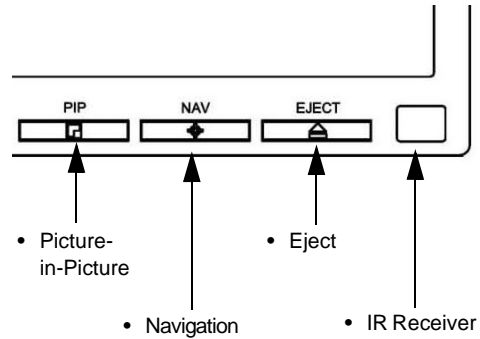 PIP NAV EJECT
• Picture-
in-Picture
• Eject
• Navigation
• IR Receiver